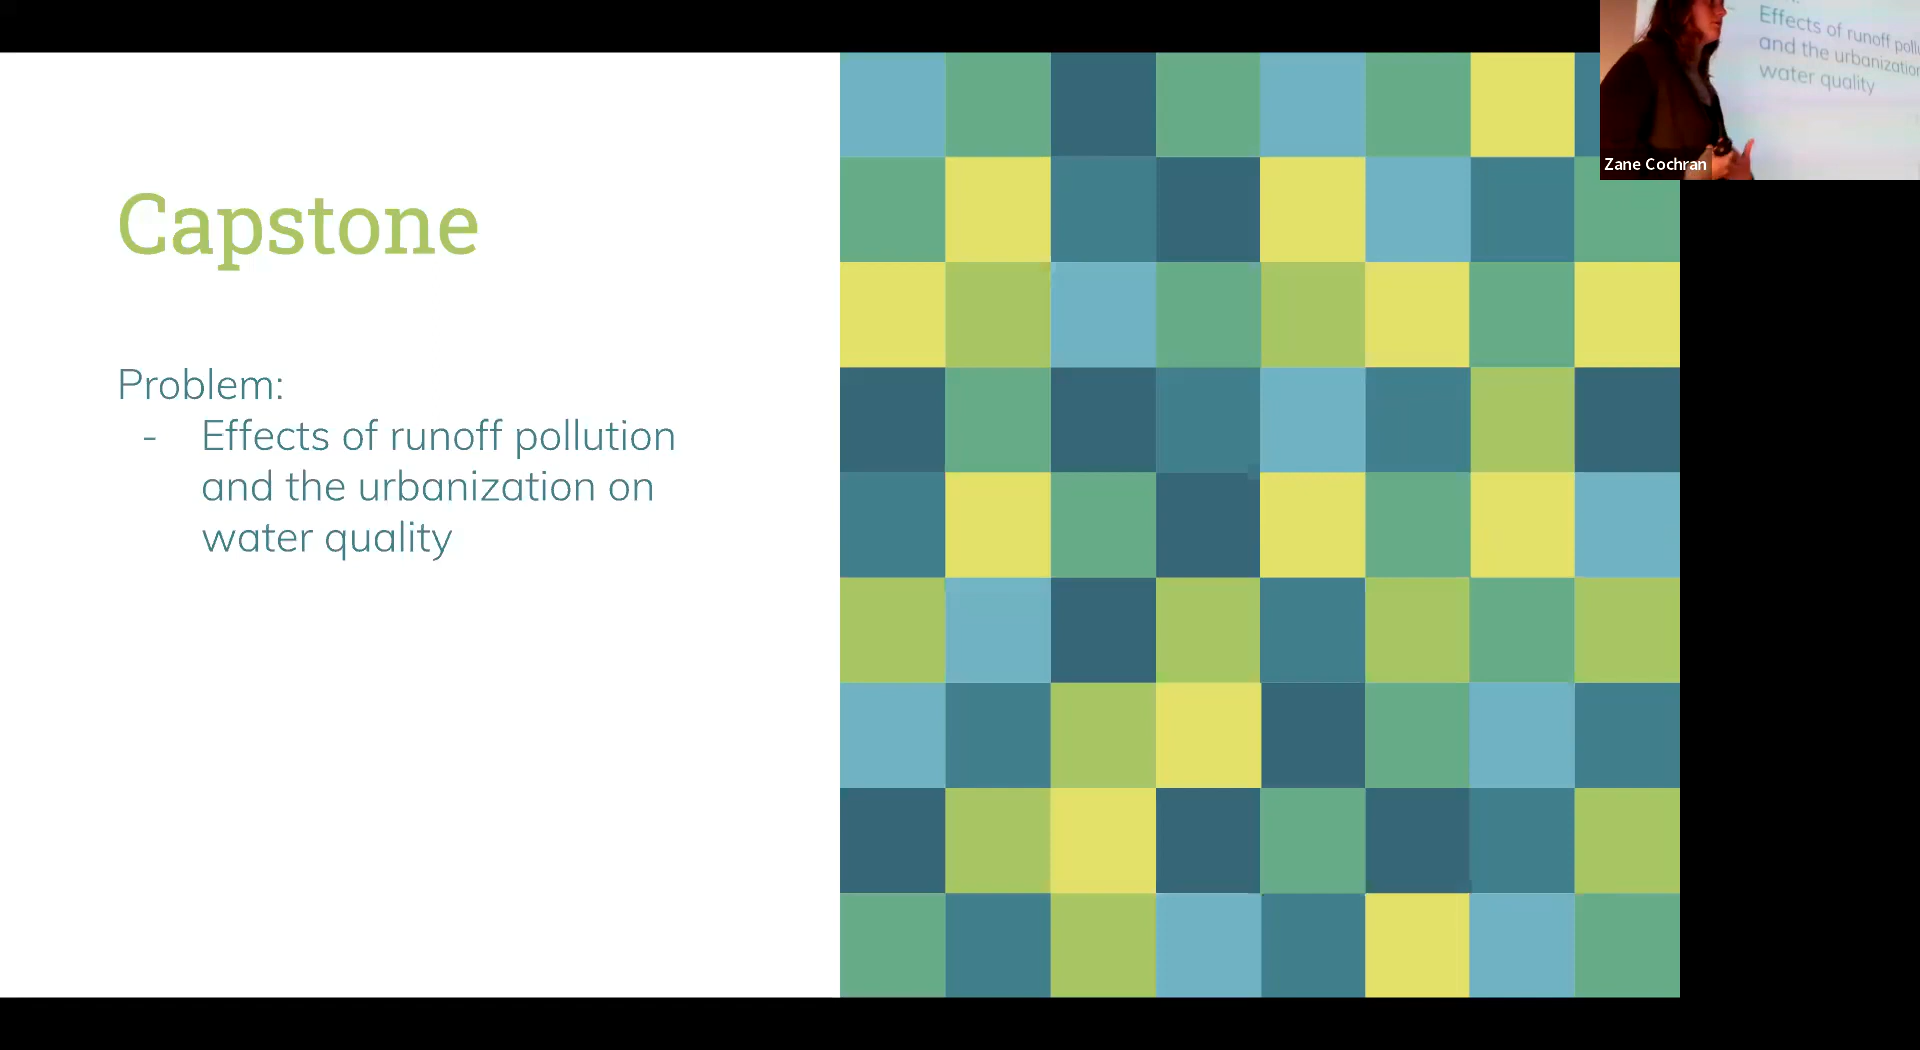 Capstone
Problem:
- Effects of runoff pollution
and the urbanization on
water quality
Effects of runoff pollu
and the urbanization
water quality
Zane Cochran